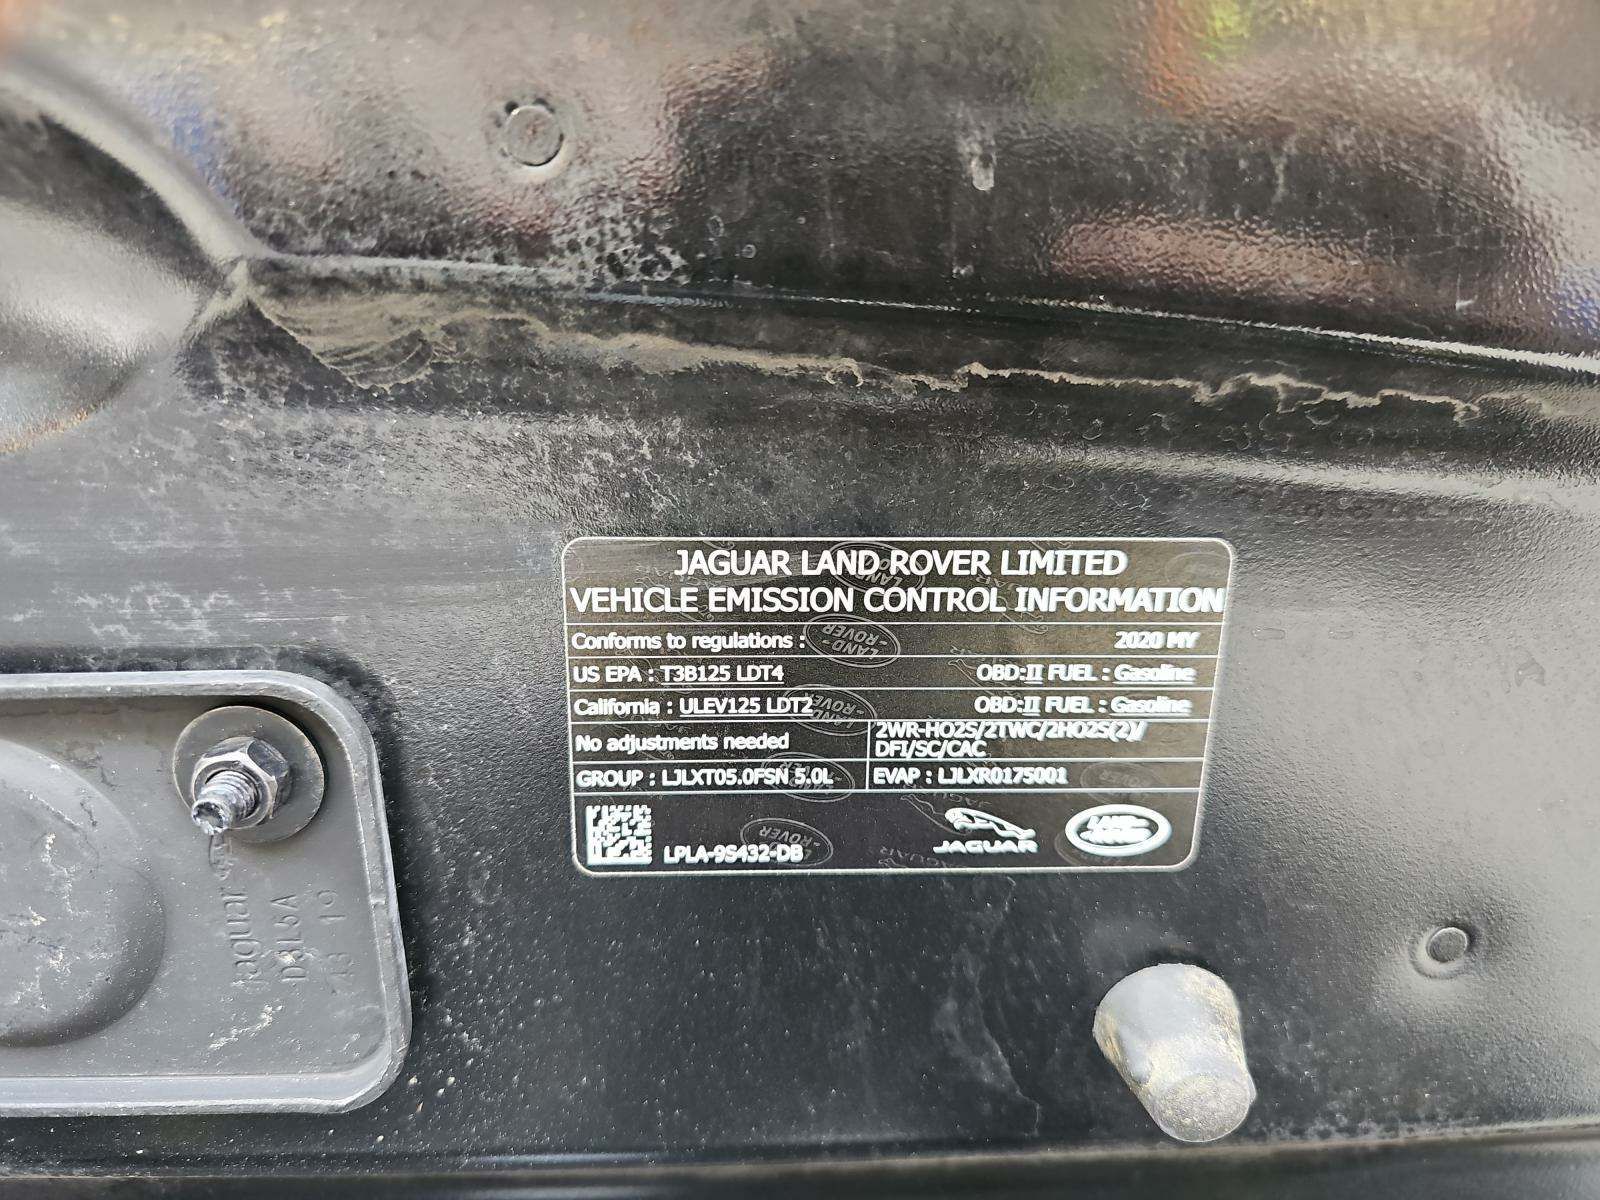 JAGUAR LAND ROVER LIMITED
VEHICLE EMISSION CONTROL INFORMATION
Conforms to regulations : 2020 MY
US EPA : T3B125 LDT4 OBD:II FUEL : Gasoline
California : ULEV125 LDT2 OBD:II FUEL : Gasoline
No adjustments needed
2WR-HO2S/2TWC/2HO2S(2)/
DFI/SC/CAC
GROUP : LJLXT05.0FSN 5.0L EVAP : LJLXR0175001
LPLA-9S432-DB
JAGUAR
LAND-
ROVER
Jaguar